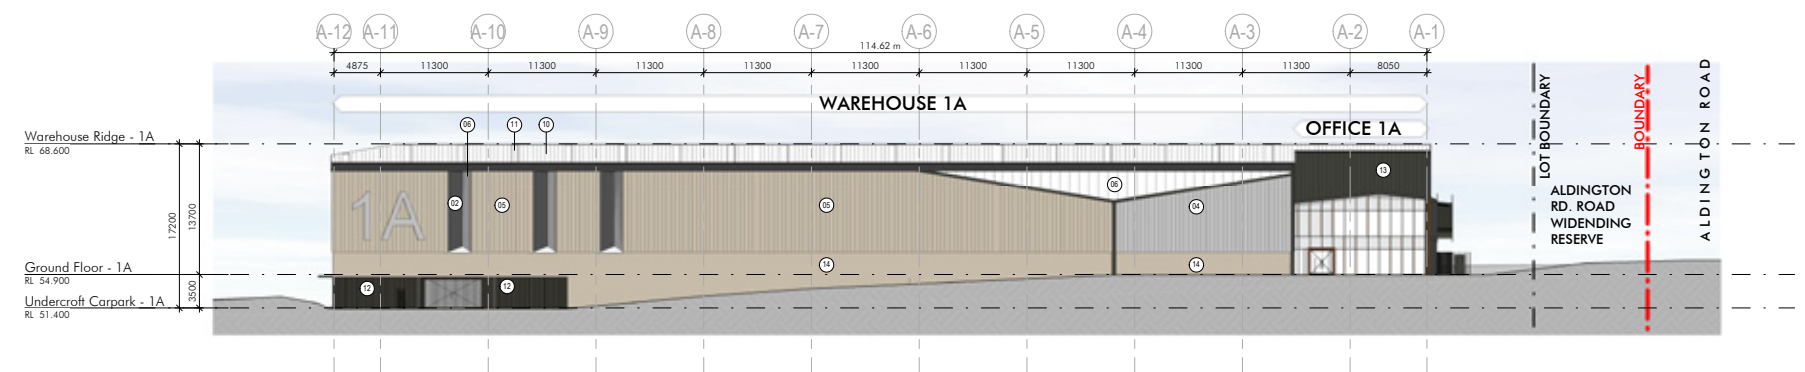 A-12 A-11 A-10 A-9 A-8 A-7 A-6 A-5 A-4 A-3 A-2 A-1
114.62 m
4875 11300 11300 11300 11300 11300 11300 11300 11300 11300 8050
WAREHOUSE 1A
OFFICE 1A
06 11 10
Warehouse Ridge - 1A
RL 68.600
13
06
02 05 05 04
1A
17200
13700
14 14
Ground Floor - 1A
RL 54.900
12 12
3500
Undercroft Carpark - 1A
RL 51.400
LOT BOUNDARY
ALDINGTON
RD. ROAD
WIDENDING
RESERVE
BOUNDARY
ALDINGTON ROAD